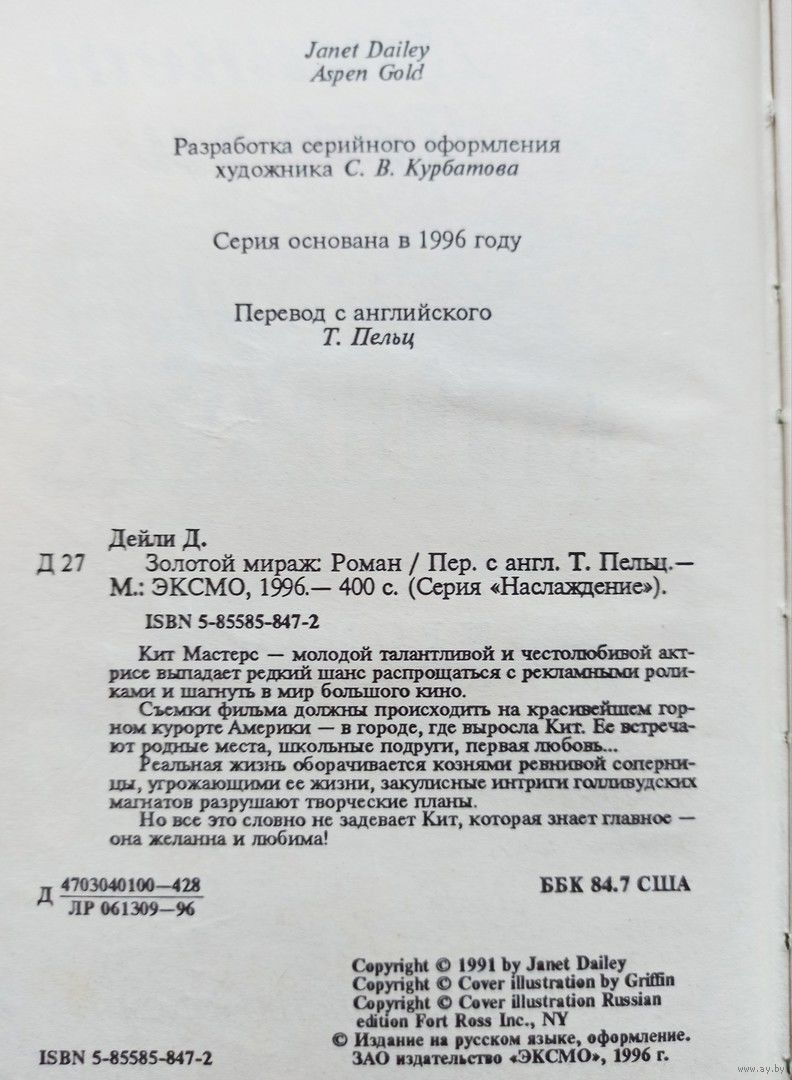 Janet Dailey
Aspen Gold
Разработка серийного оформления
художника С. В. Курбатова
Серия основана в 1996 году
Перевод с английского
Т. Пельц
Дейли Д.
Д 27 Золотой мираж: Роман / Пер. с англ. Т. Пельц.—
М.: ЭКСМО, 1996.— 400 с. (Серия «Наслаждение»).
ISBN 5-85585-847-2
Кит Мастерс — молодой талантливой и честолюбивой акт-
рисе выпадает редкий шанс распрощаться с рекламными роли-
ками и шагнуть в мир большого кино.
Съемки фильма должны происходить на красивейшем гор-
ном курорте Америки — в городе, где выросла Кит. Ее встреча-
ют родные места, школьные подруги, первая любовь...
Реальная жизнь оборачивается кознями ревнивой соперни-
цы, угрожающими ее жизни, закулисные интриги голливудских
магнатов разрушают творческие планы.
Но все это словно не задевает Кит, которая знает главное —
она желанна и любима!
Д 4703040100—428
ЛР 061309—96
ББК 84.7 США
Copyright © 1991 by Janet Dailey
Copyright © Cover illustration by Griffin
Copyright © Cover illustration Russian
edition Fort Ross Inc., NY
© Издание на русском языке, оформление.
ISBN 5-85585-847-2 ЗАО издательство «ЭКСМО», 1996 г.
www.ay.by